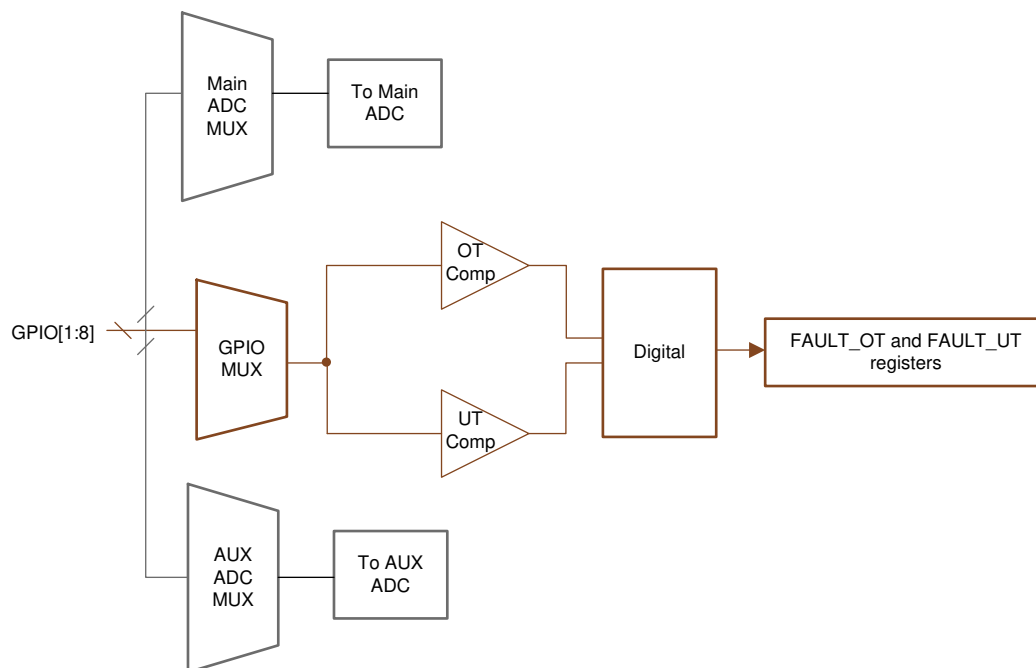 Main
ADC
MUX
To Main
ADC
OT
Comp
GPIO[1:8]
GPIO
MUX
Digital
FAULT_OT and FAULT_UT
registers
UT
Comp
AUX
ADC
MUX
To AUX
ADC